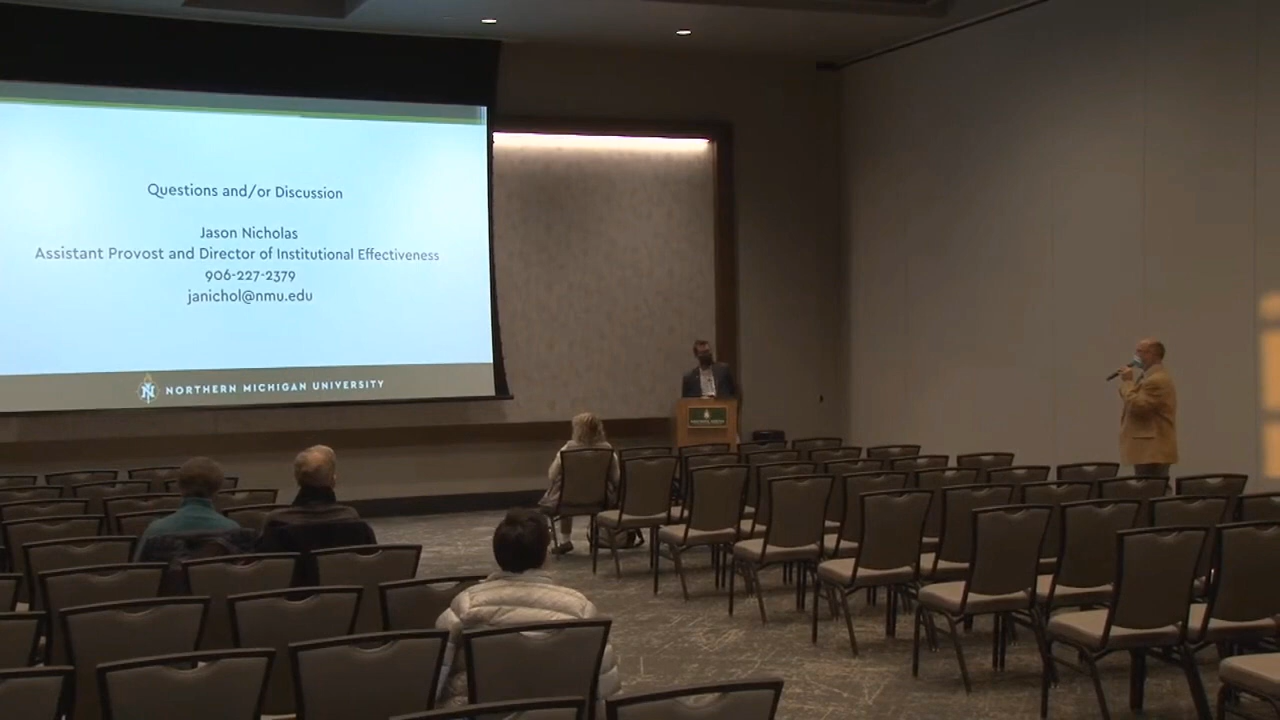 Questions and/or Discussion
Jason Nicholas
Assistant Provost and Director of Institutional Effectiveness
906-227-2379
janichol@nmu.edu
NORTHERN MICHIGAN UNIVERSITY